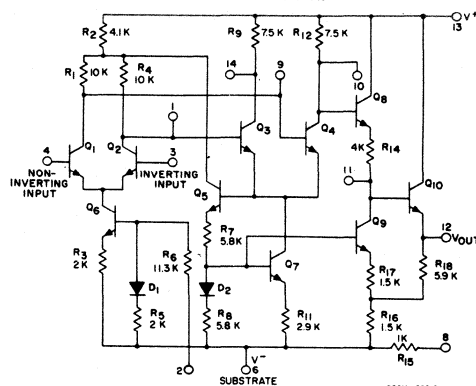 R9
7.5K
R12
7.5K
V+
13
R2
4.1K
R1
10K
R4
10K
14
9
10
Q8
1
Q3
Q4
4K
R14
4
Q1
Q2
3
NON-
INVERTING
INPUT
INVERTING
INPUT
11
Q10
Q5
Q6
R7
5.8K
Q9
12
VOUT
R3
2K
R6
11.3K
Q7
D1
D2
R17
1.5K
R18
5.9K
R5
2K
R8
5.8K
R11
2.9K
R16
1.5K
1K
R15
8
2
V-
6
SUBSTRATE